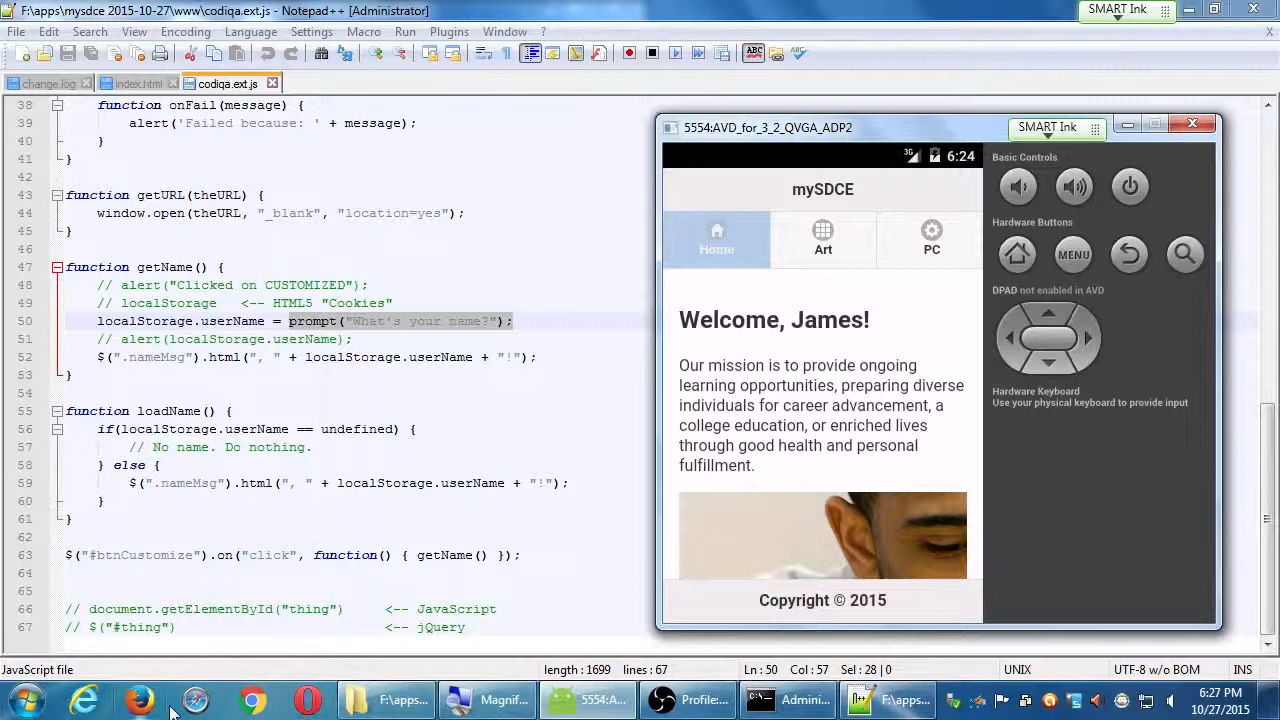 F:\apps\mysdce 2015-10-27\www\codiqa.ext.js - Notepad++ [Administrator]
SMART Ink
File Edit Search View Encoding Language Settings Macro Run Plugins Window ? X
change.log index.html codiqa.ext.js
38 function onFail(message) {
39 alert('Failed because: ' + message);
40 }
41 }
42
43 function getURL(theURL) {
44 window.open(theURL, "_blank", "location=yes");
45 }
46
47 function getName() {
48 // alert("Clicked on CUSTOMIZED");
49 // localStorage <-- HTML5 "Cookies"
50 localStorage.userName = prompt("What's your name?");
51 // alert(localStorage.userName);
52 $(".nameMsg").html(", " + localStorage.userName + "!");
53 }
54
55 function loadName() {
56 if(localStorage.userName == undefined) {
57 // No name. Do nothing.
58 } else {
59 $(".nameMsg").html(", " + localStorage.userName + "!");
60 }
61 }
62
63 $("#btnCustomize").on("click", function() { getName() });
64
65
66 // document.getElementById("thing") <-- JavaScript
67 // $("#thing") <-- jQuery
5554:AVD_for_3_2_QVGA_ADP2
SMART Ink
3G 6:24
mySDCE
Home Art PC
Welcome, James!
Our mission is to provide ongoing
learning opportunities, preparing diverse
individuals for career advancement, a
college education, or enriched lives
through good health and personal
fulfillment.
Copyright © 2015
Basic Controls
Hardware Buttons
MENU
DPAD not enabled in AVD
Hardware Keyboard
Use your physical keyboard to provide input
JavaScript file length : 1699 lines : 67 Ln : 50 Col : 57 Sel : 28 | 0 UNIX UTF-8 w/o BOM INS
F:\apps... Magnif... 5554:A... Profile:... Admini... F:\apps...
6:27 PM
10/27/2015